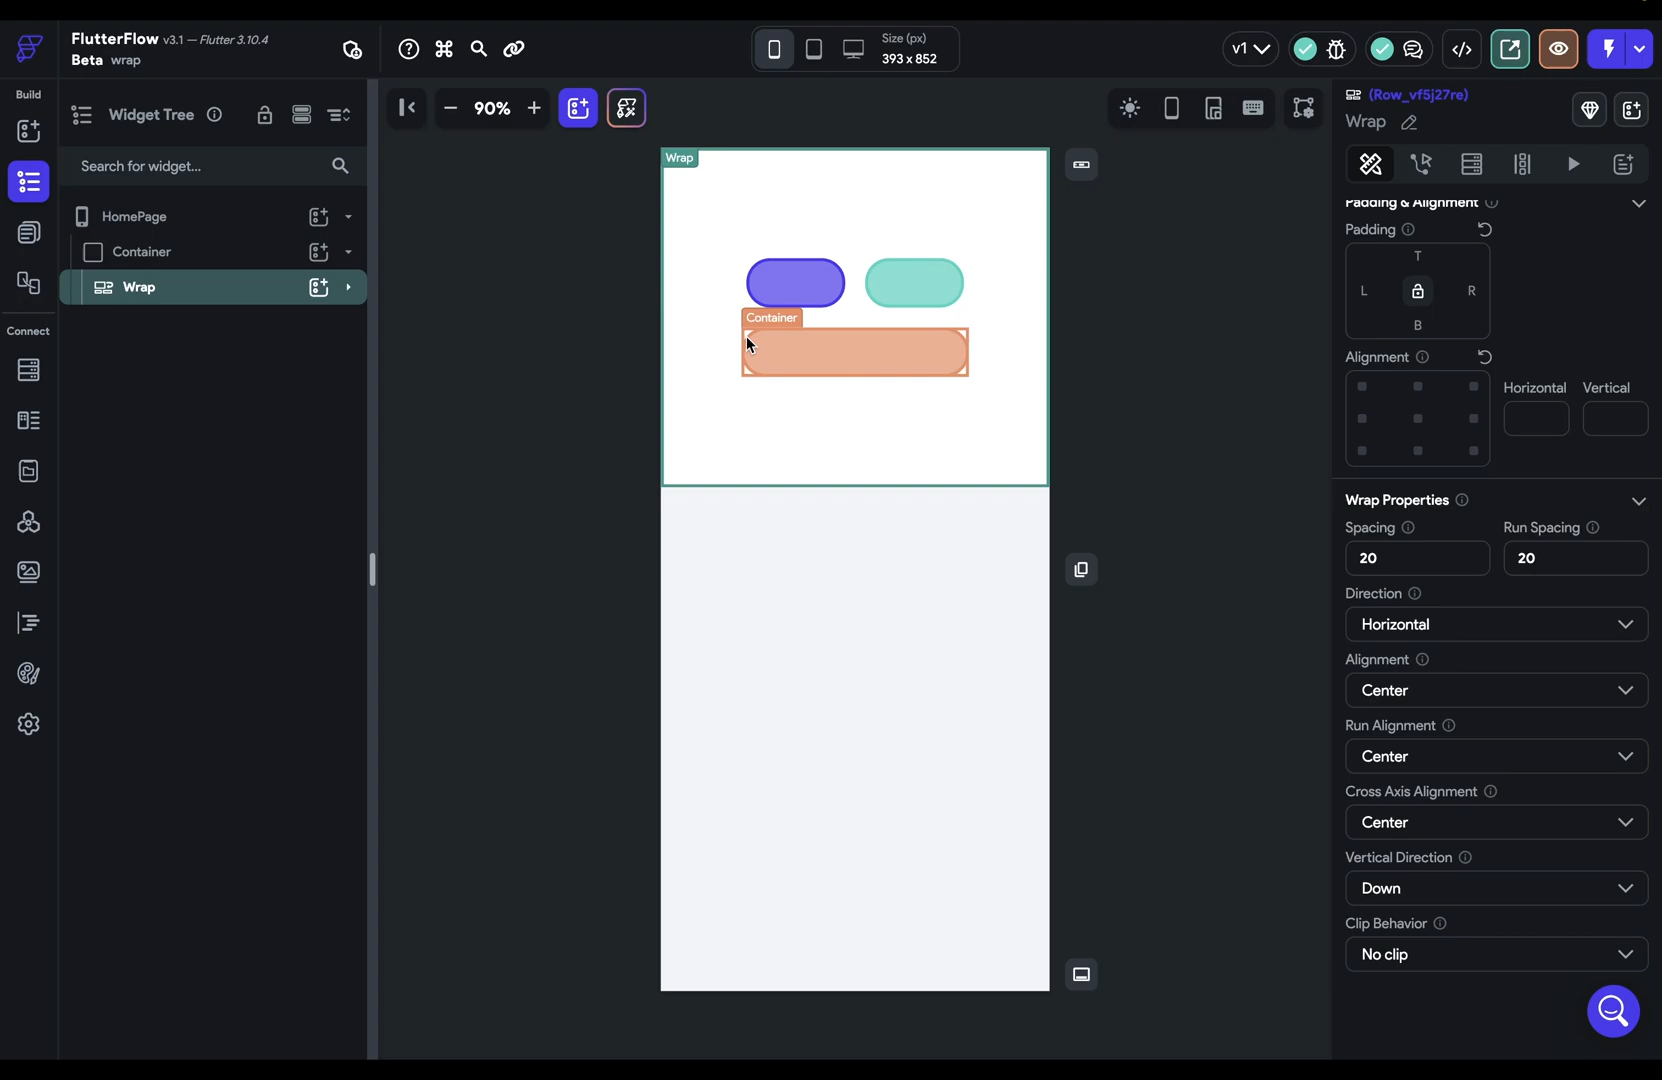 FlutterFlow v3.1 – Flutter 3.10.4
Beta wrap
Size (px)
393 x 852
v1
Build
Widget Tree
90%
Search for widget...
HomePage
Container
Wrap
Connect
Wrap
Container
(Row_vf5j27re)
Wrap
Padding & Alignment
Padding
T
L
R
B
Alignment
Horizontal
Vertical
Wrap Properties
Spacing
Run Spacing
20
20
Direction
Horizontal
Alignment
Center
Run Alignment
Center
Cross Axis Alignment
Center
Vertical Direction
Down
Clip Behavior
No clip